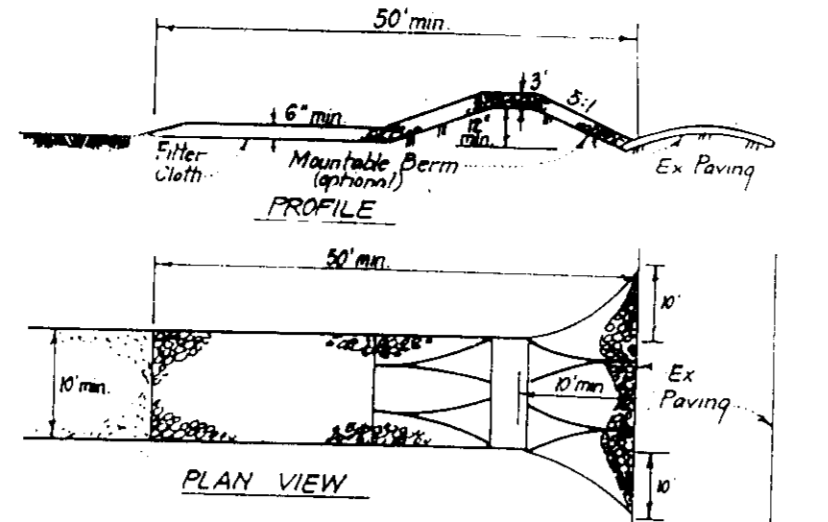 50' min.
3'
5:1
6" min.
12"
min.
Filter
Cloth
Mountable Berm
(optional)
Ex Paving
PROFILE
50' min.
10'
10' min.
10' min
Ex
Paving
10'
PLAN VIEW